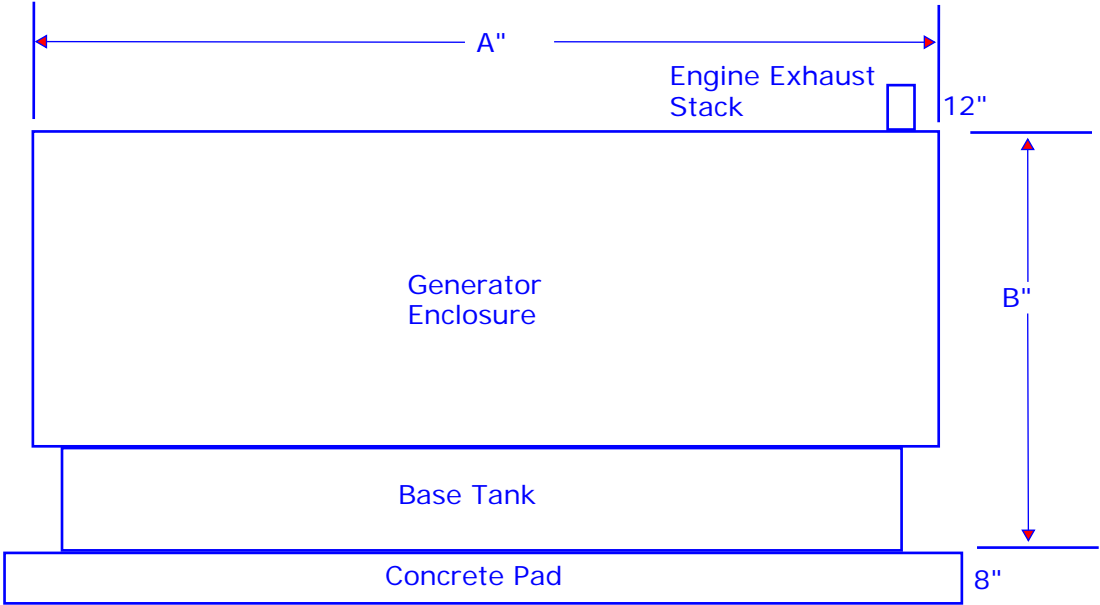 A"
Engine Exhaust
Stack
12"
Generator
Enclosure
B"
Base Tank
Concrete Pad
8"